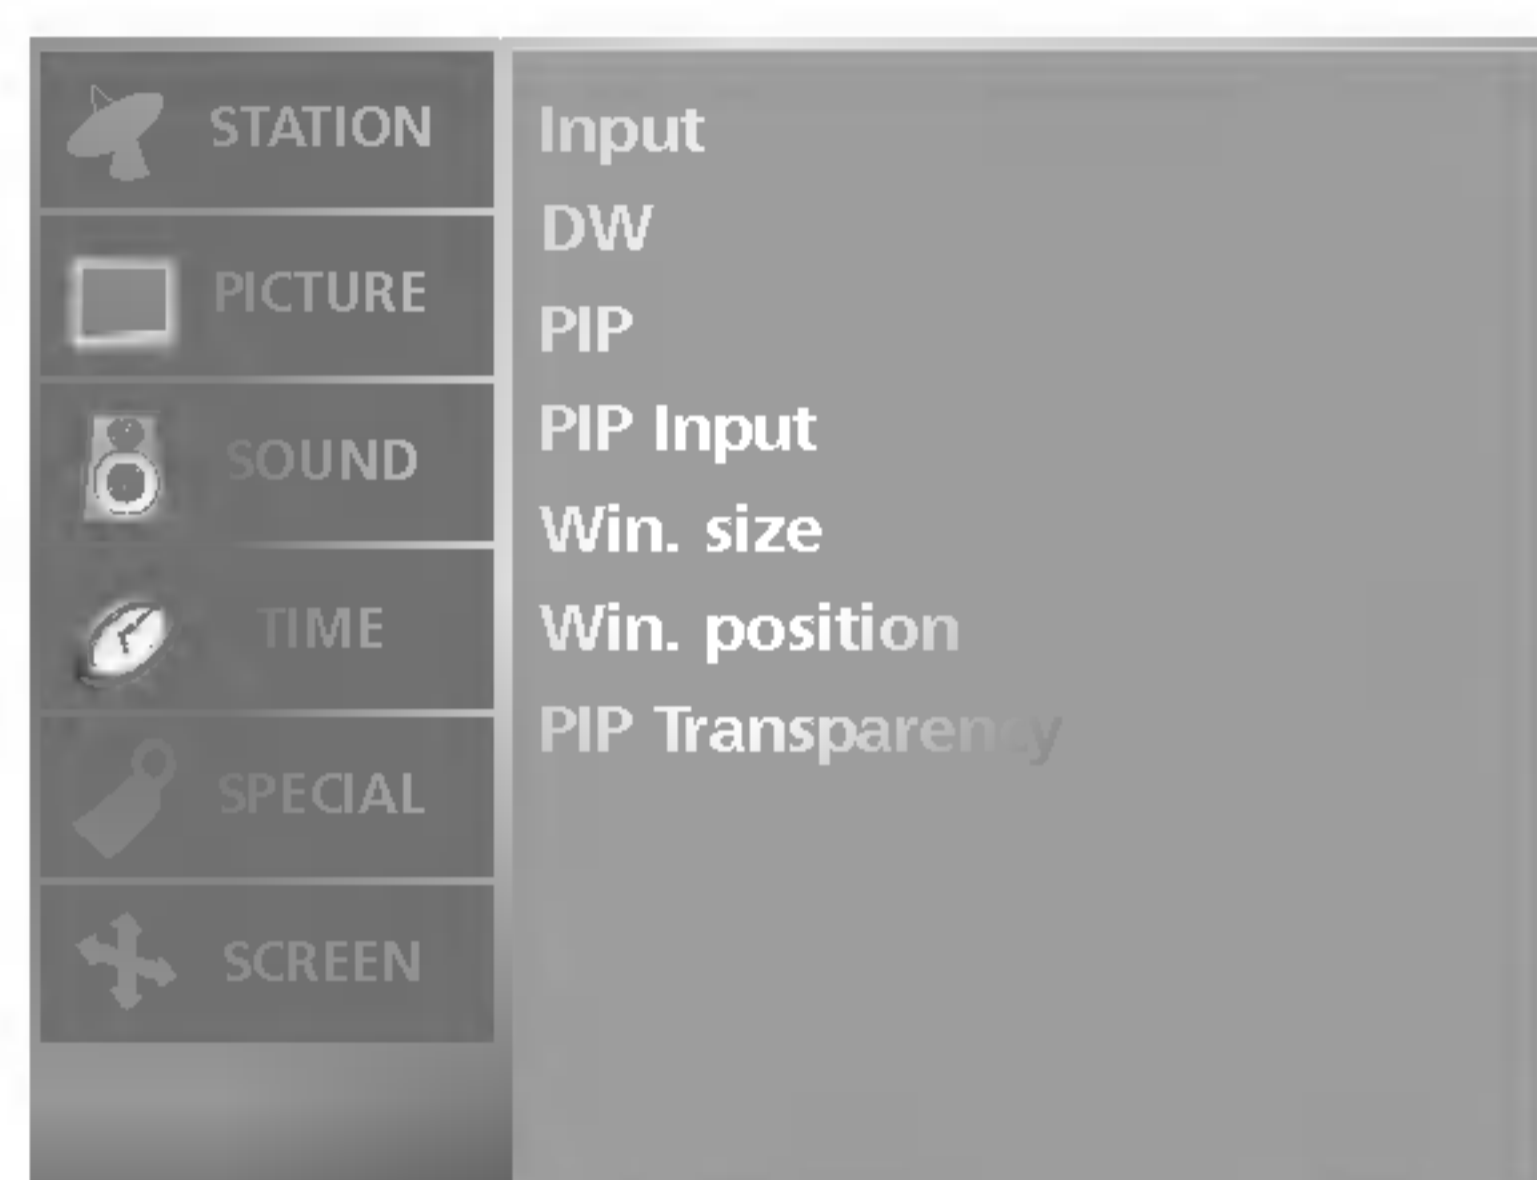 STATION
PICTURE
SOUND
TIME
SPECIAL
SCREEN
Input
DW
PIP
PIP Input
Win. size
Win. position
PIP Transparency